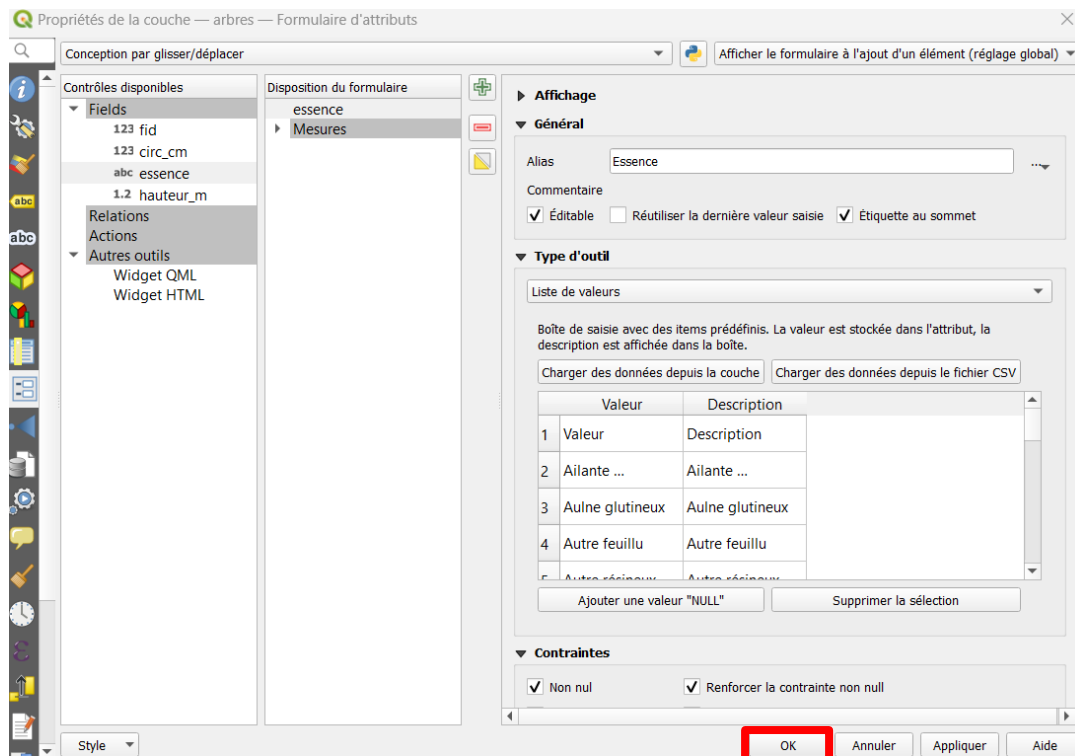 Propriétés de la couche — arbres — Formulaire d'attributs
Conception par glisser/déplacer
Afficher le formulaire à l'ajout d'un élément (réglage global)
Contrôles disponibles
Fields
123 fid
123 circ_cm
abc essence
1.2 hauteur_m
Relations
Actions
Autres outils
Widget QML
Widget HTML
Disposition du formulaire
essence
Mesures
Affichage
Général
Alias
Essence
...
Commentaire
Éditable
Réutiliser la dernière valeur saisie
Étiquette au sommet
Type d'outil
Liste de valeurs
Boîte de saisie avec des items prédéfinis. La valeur est stockée dans l'attribut, la
description est affichée dans la boîte.
Charger des données depuis la couche
Charger des données depuis le fichier CSV
Valeur Description
1 Valeur Description
2 Ailante ... Ailante ...
3 Aulne glutineux Aulne glutineux
4 Autre feuillu Autre feuillu
5 Autre résineux Autre résineux
Ajouter une valeur "NULL"
Supprimer la sélection
Contraintes
Non nul
Renforcer la contrainte non null
Style
OK
Annuler
Appliquer
Aide
abc
abc